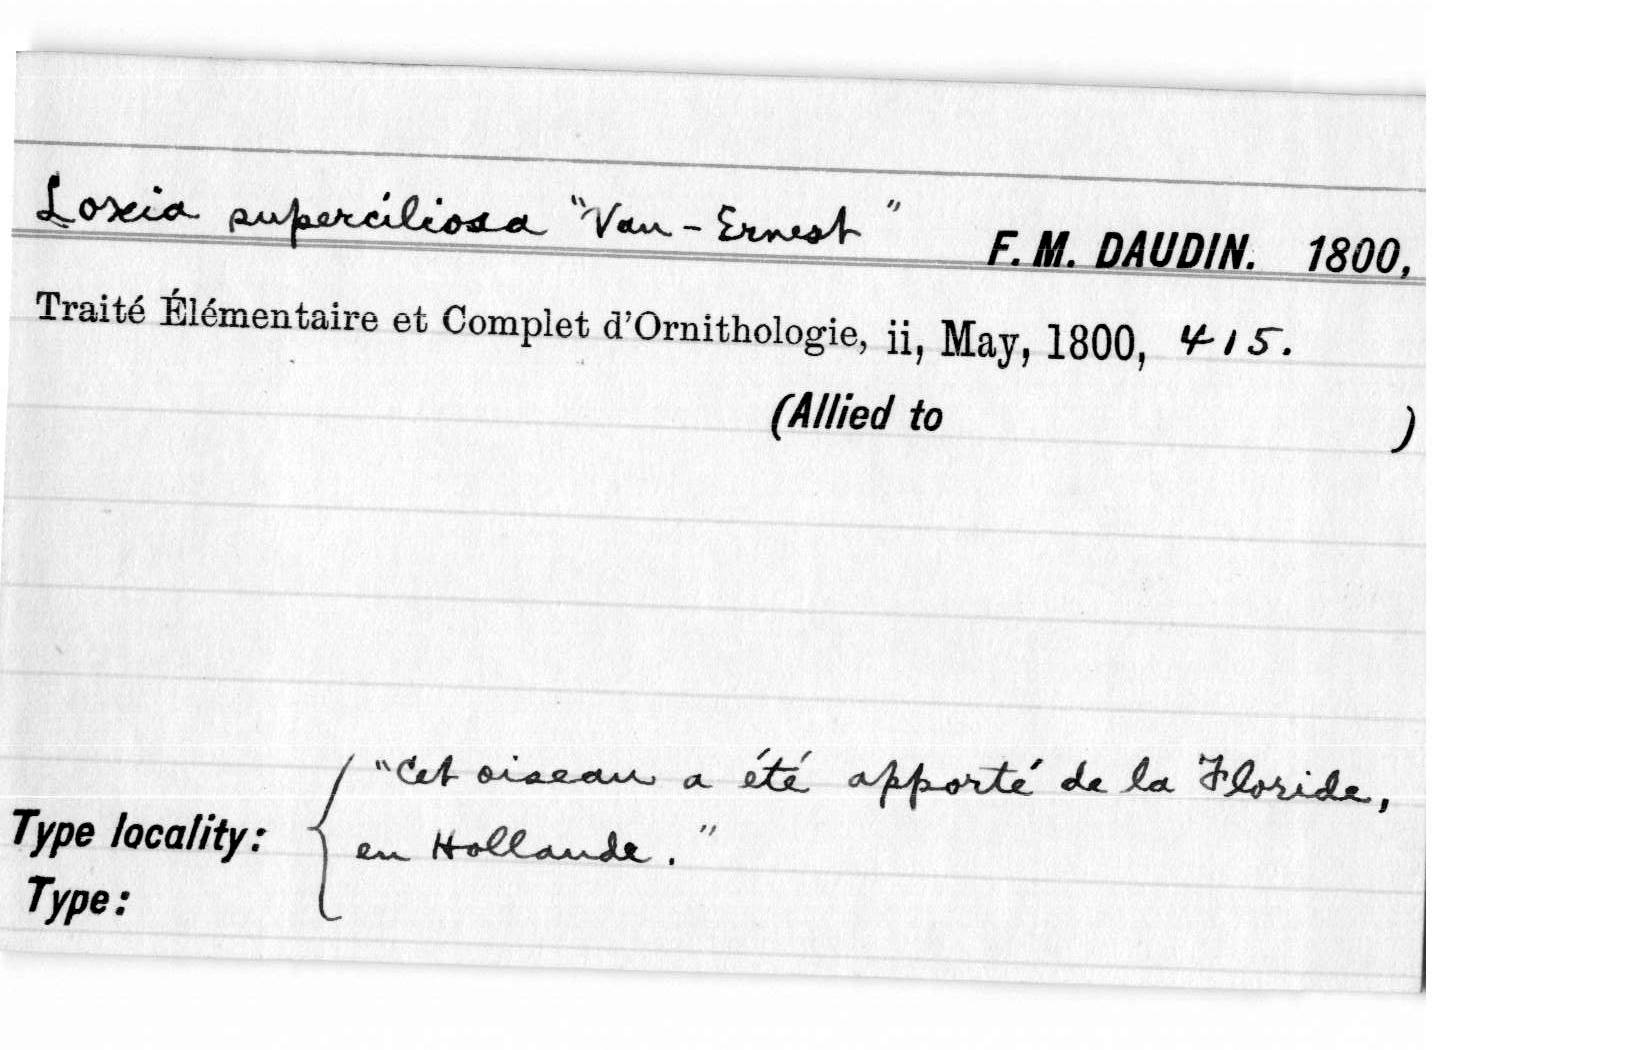 Loxia superciliosa "Van-Ernest" F. M. DAUDIN. 1800,
Traité Élémentaire et Complet d'Ornithologie, ii, May, 1800, 415.
(Allied to )
"Cet oiseau a été apporté de la Floride,
Type locality: en Hollande."
Type: